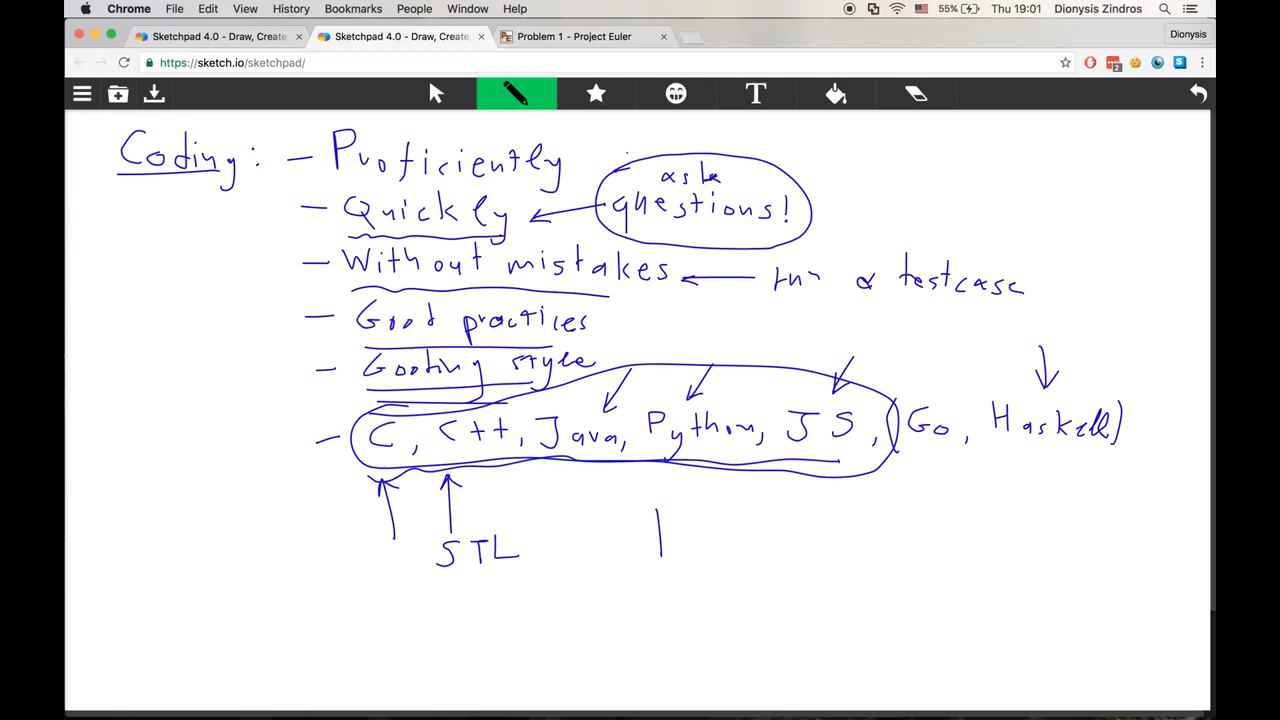 Chrome File Edit View History Bookmarks People Window Help 55% Thu 19:01 Dionysis Zindros
Sketchpad 4.0 - Draw, Create, Sketchpad 4.0 - Draw, Create, Problem 1 - Project Euler Dionysis
https://sketch.io/sketchpad/
T
Coding: - Proficiently
ask
- Quickly questions!
- Without mistakes run a testcase
- Good practices
- Gooding style
- C, C++, Java, Python, JS, (Go, Haskell)
STL